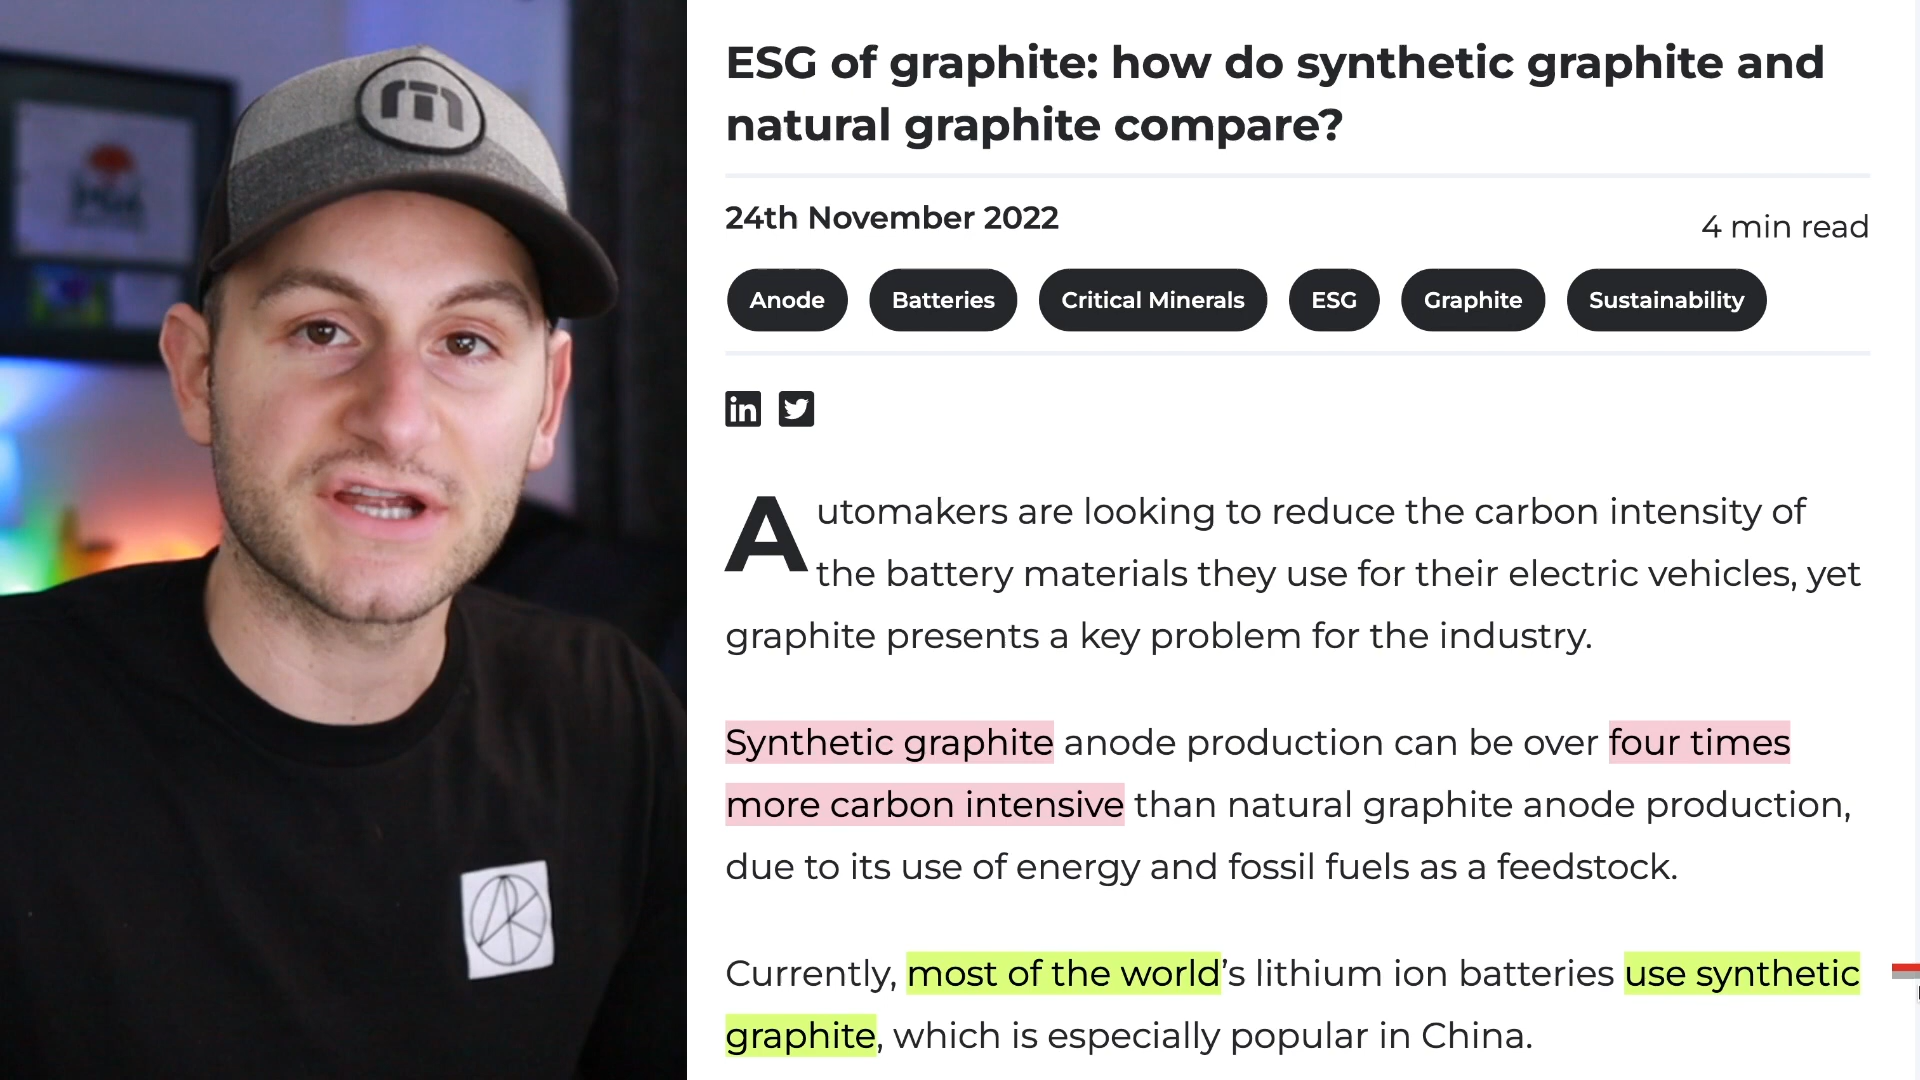 ESG of graphite: how do synthetic graphite and
natural graphite compare?
24th November 2022
4 min read
Anode
Batteries
Critical Minerals
ESG
Graphite
Sustainability
in
Automakers are looking to reduce the carbon intensity of
the battery materials they use for their electric vehicles, yet
graphite presents a key problem for the industry.
Synthetic graphite anode production can be over four times
more carbon intensive than natural graphite anode production,
due to its use of energy and fossil fuels as a feedstock.
Currently, most of the world's lithium ion batteries use synthetic
graphite, which is especially popular in China.